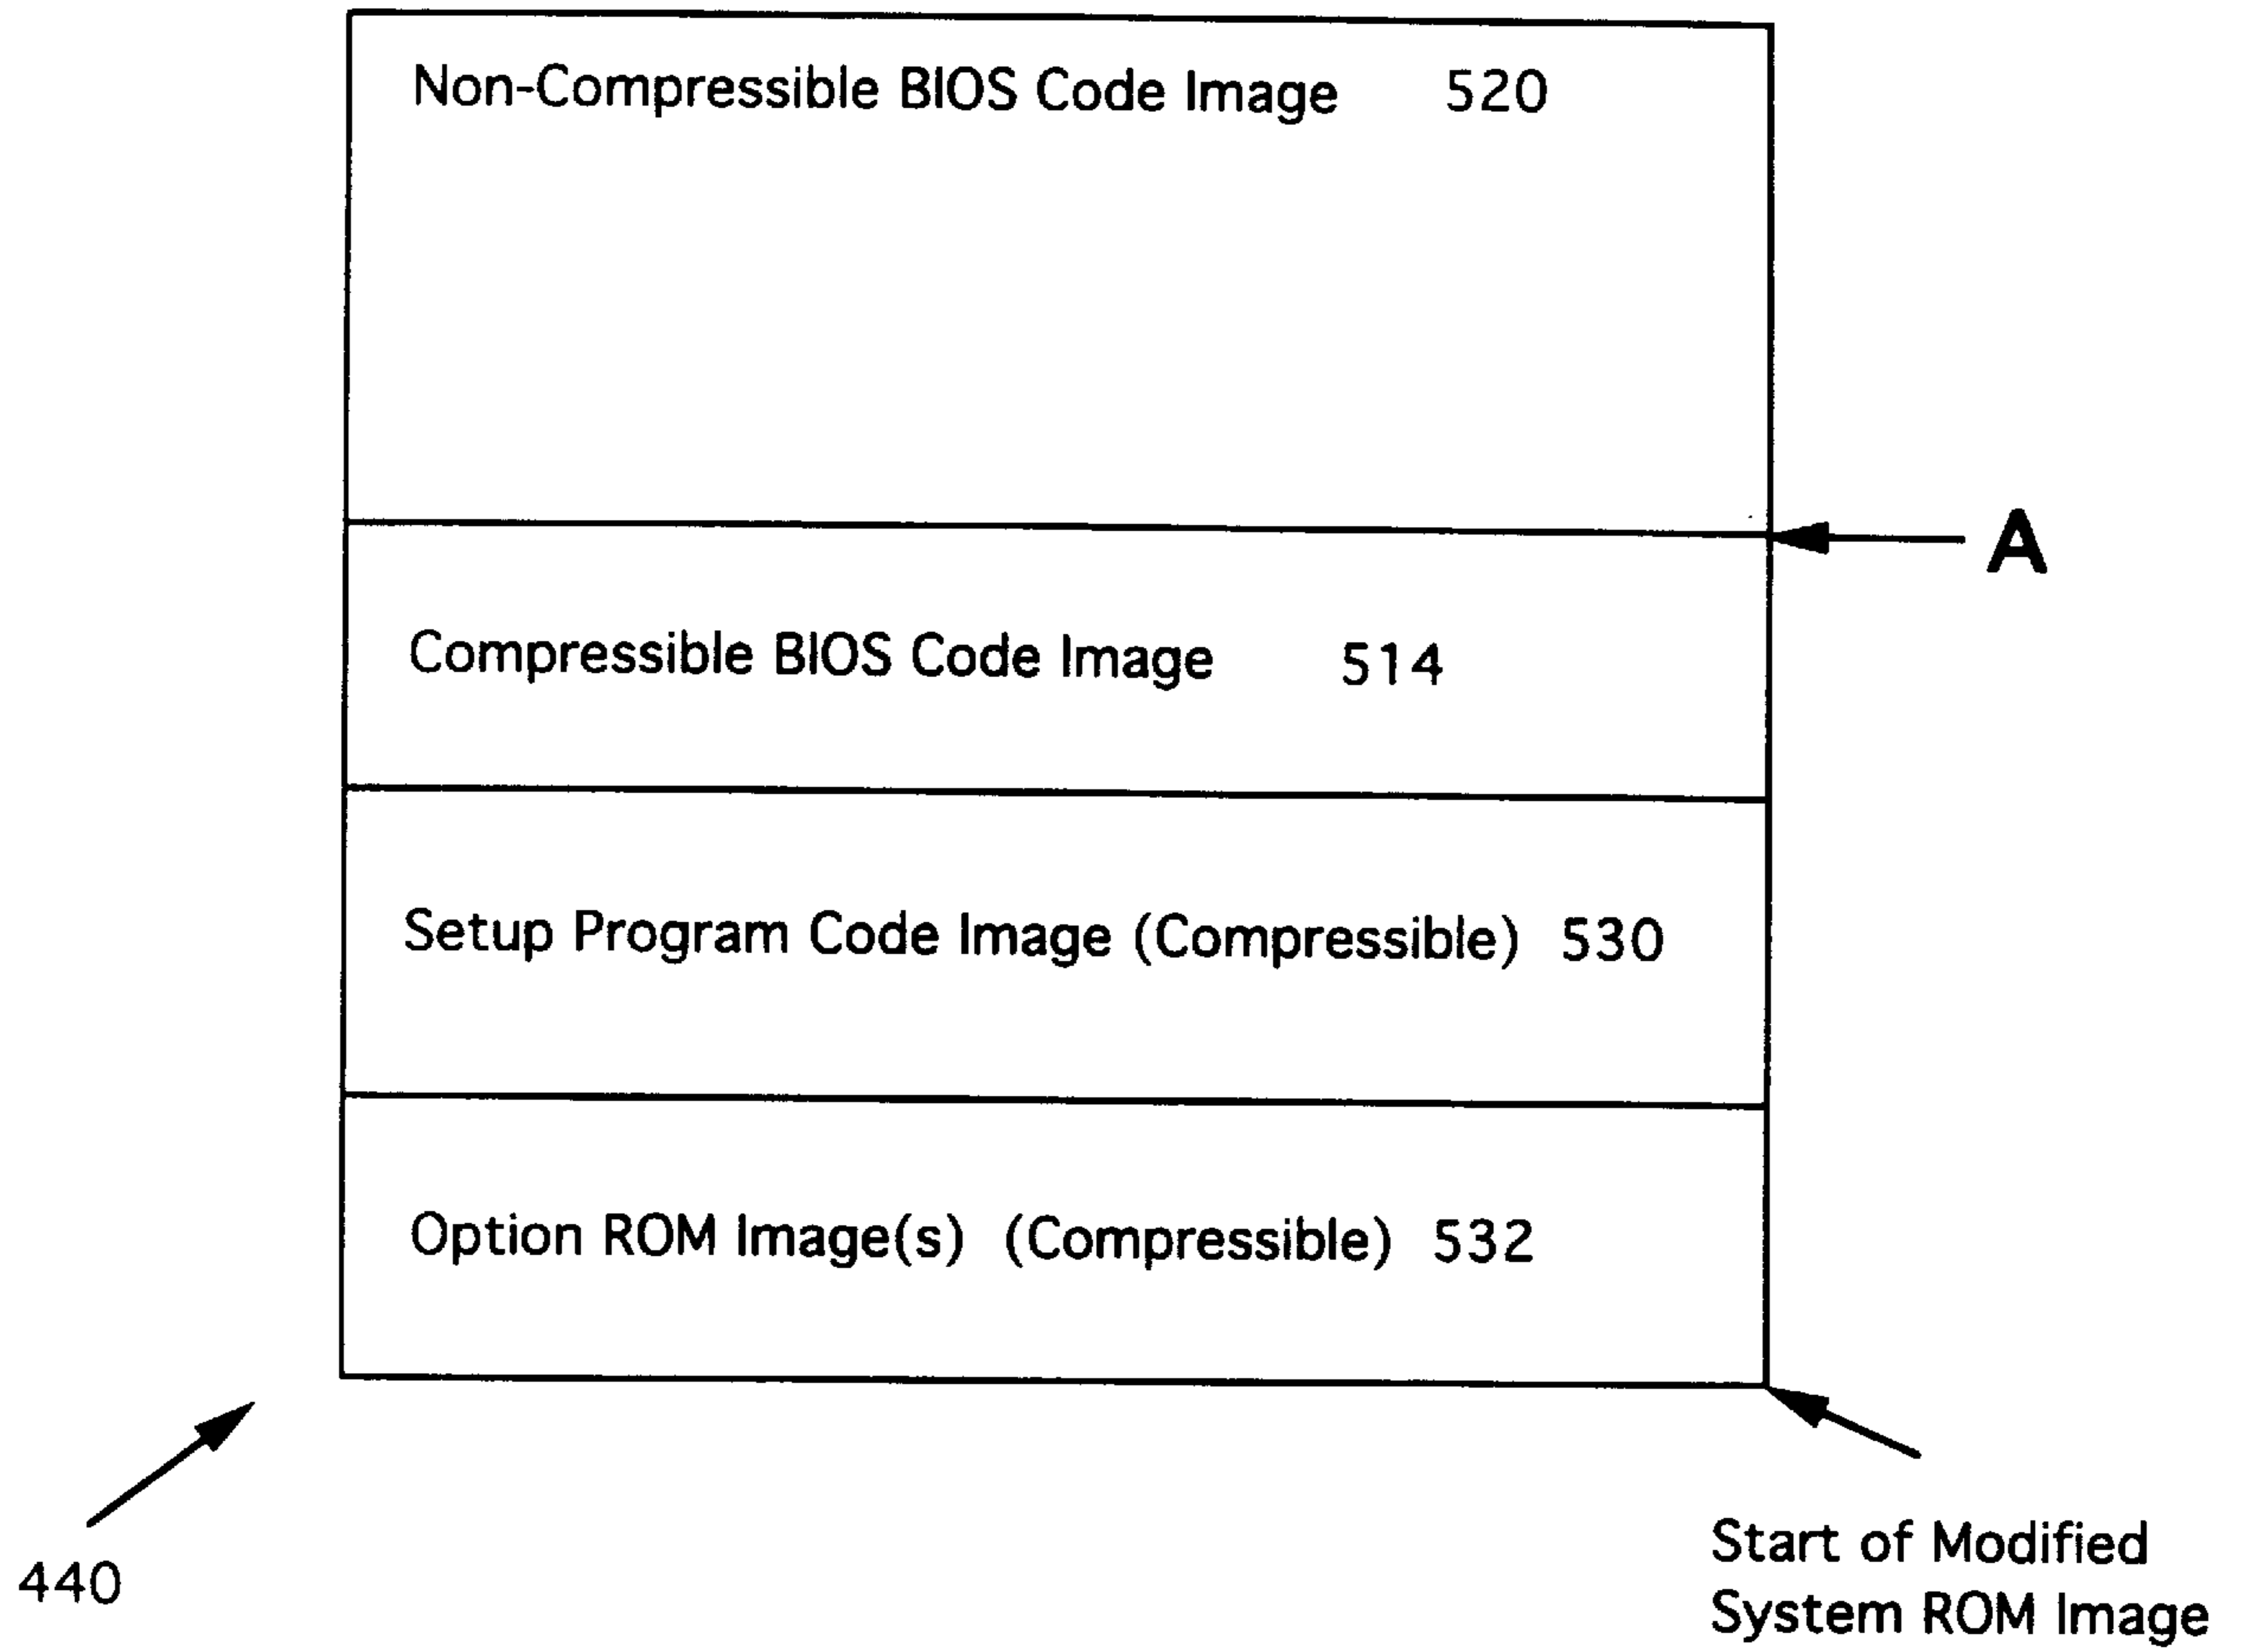 Non-Compressible BIOS Code Image 520
A
Compressible BIOS Code Image 514
Setup Program Code Image (Compressible) 530
Option ROM Image(s) (Compressible) 532
440
Start of Modified
System ROM Image